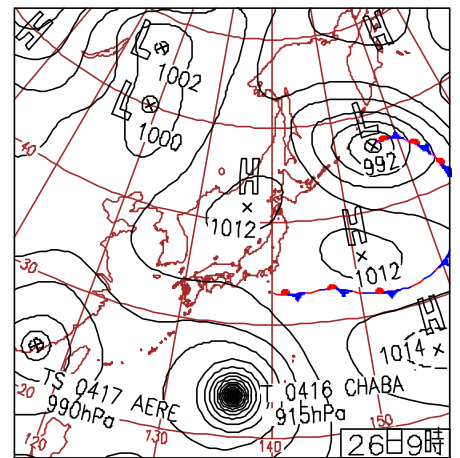 H
H
L
1002
L
1000
L
992
40
H
1012
H
1012
30
H
1014
TS 0417 AERE
990hPa
T 0416 CHABA
915hPa
20
120
130
140
150
26日9時